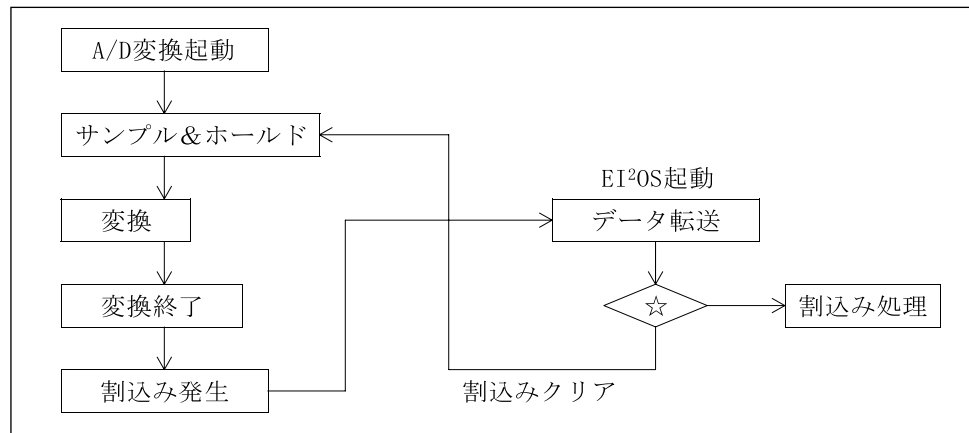 A/D変換起動
サンプル＆ホールド
変換
変換終了
割込み発生
EI²OS起動
データ転送
☆
割込み処理
割込みクリア